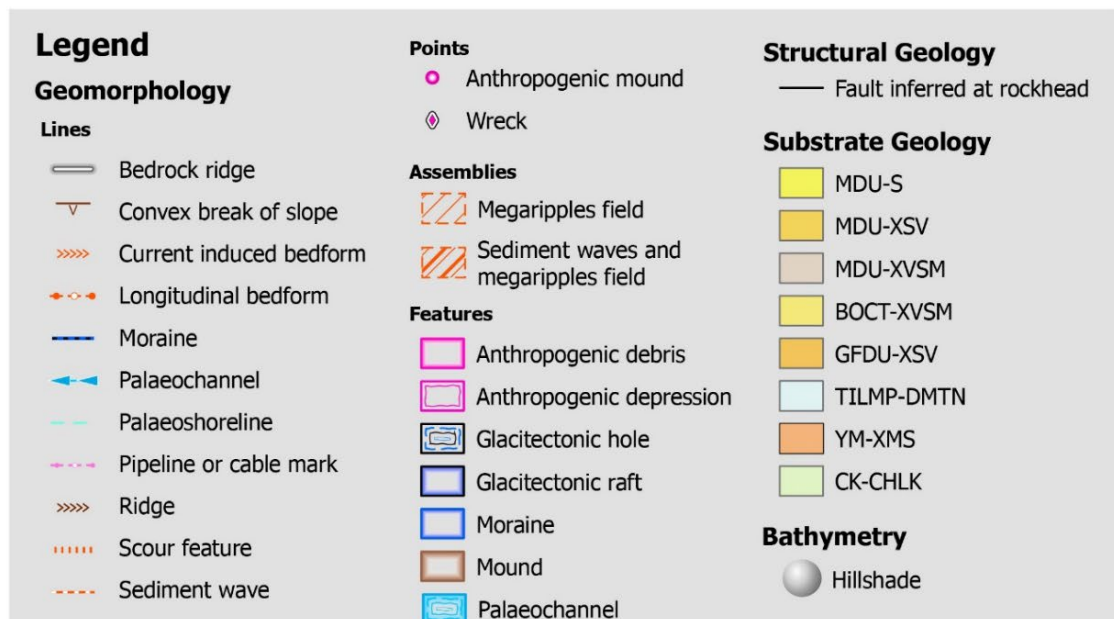 Legend
Geomorphology
Lines
Bedrock ridge
Convex break of slope
Current induced bedform
Longitudinal bedform
Moraine
Palaeochannel
Palaeoshoreline
Pipeline or cable mark
Ridge
Scour feature
Sediment wave
Points
Anthropogenic mound
Wreck
Assemblies
Megaripples field
Sediment waves and
megaripples field
Features
Anthropogenic debris
Anthropogenic depression
Glacitectonic hole
Glacitectonic raft
Moraine
Mound
Palaeochannel
Structural Geology
Fault inferred at rockhead
Substrate Geology
MDU-S
MDU-XSV
MDU-XVSM
BOCT-XVSM
GFDU-XSV
TILMP-DMTN
YM-XMS
CK-CHLK
Bathymetry
Hillshade